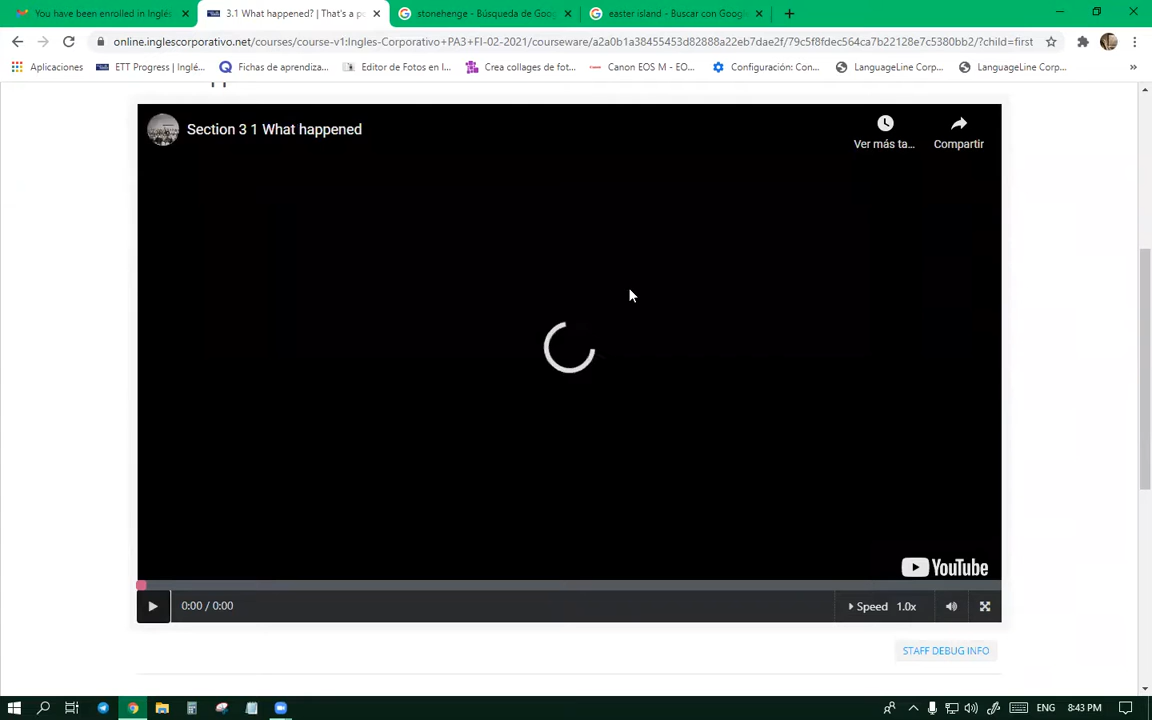 You have been enrolled in Inglés
3.1 What happened? | That's a po
stonehenge - Búsqueda de Goo
easter island - Buscar con Google
online.inglescorporativo.net/courses/course-v1:Ingles-Corporativo+PA3+FI-02-2021/courseware/a2a0b1a38455453d82888a22eb7dae2f/79c5f8fdec564ca7b22128e7c5380bb2/?child=first
Aplicaciones
ETT Progress | Inglé...
Fichas de aprendiza...
Editor de Fotos en l...
Crea collages de fot...
Canon EOS M - EO...
Configuración: Con...
LanguageLine Corp...
LanguageLine Corp...
»
Section 3 1 What happened
Ver más ta...
Compartir
YouTube
0:00 / 0:00
Speed 1.0x
STAFF DEBUG INFO
ENG
8:43 PM